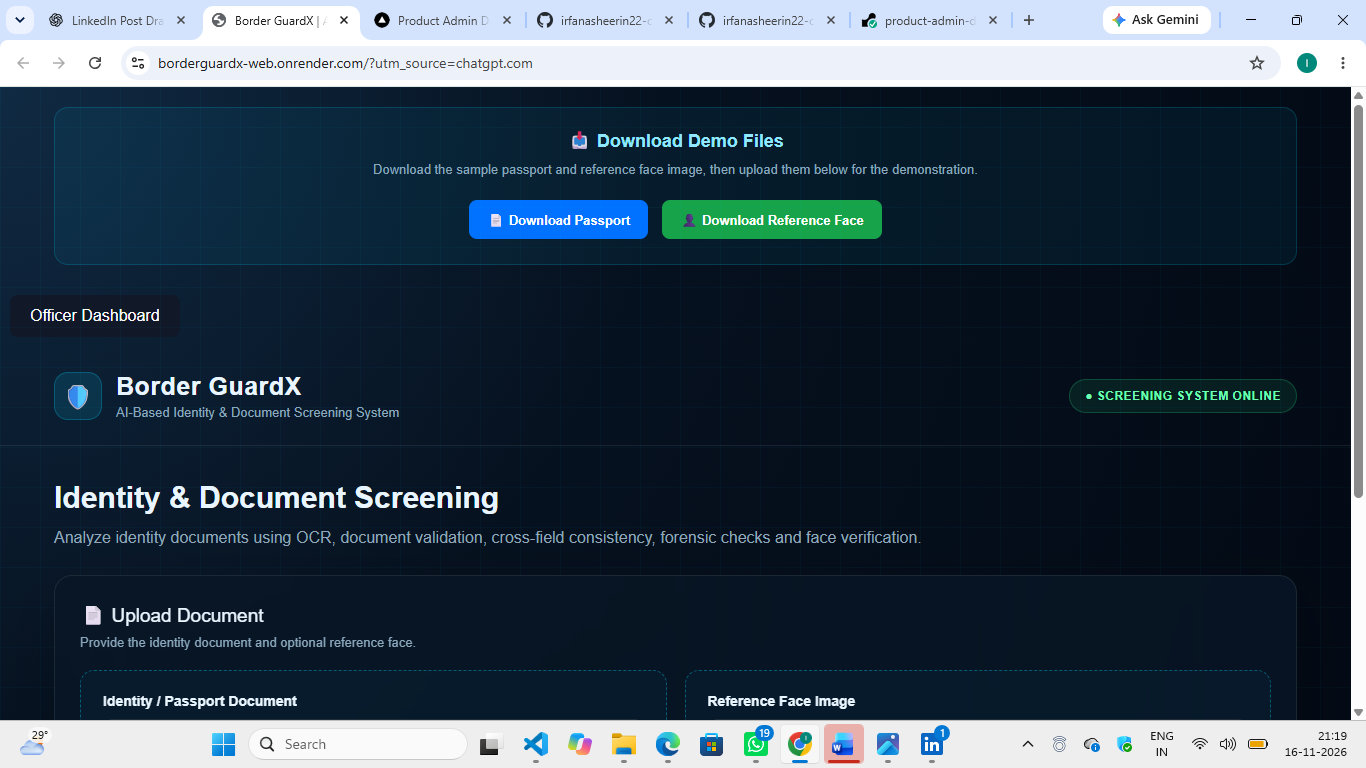 LinkedIn Post Dra
Border GuardX | A
Product Admin D
irfanasheerin22-c
irfanasheerin22-c
product-admin-d
Ask Gemini
borderguardx-web.onrender.com/?utm_source=chatgpt.com
I
Download Demo Files
Download the sample passport and reference face image, then upload them below for the demonstration.
Download Passport
Download Reference Face
Officer Dashboard
Border GuardX
AI-Based Identity & Document Screening System
● SCREENING SYSTEM ONLINE
Identity & Document Screening
Analyze identity documents using OCR, document validation, cross-field consistency, forensic checks and face verification.
Upload Document
Provide the identity document and optional reference face.
Identity / Passport Document
Reference Face Image
29°
Search
19
1
ENG
IN
21:19
16-11-2026